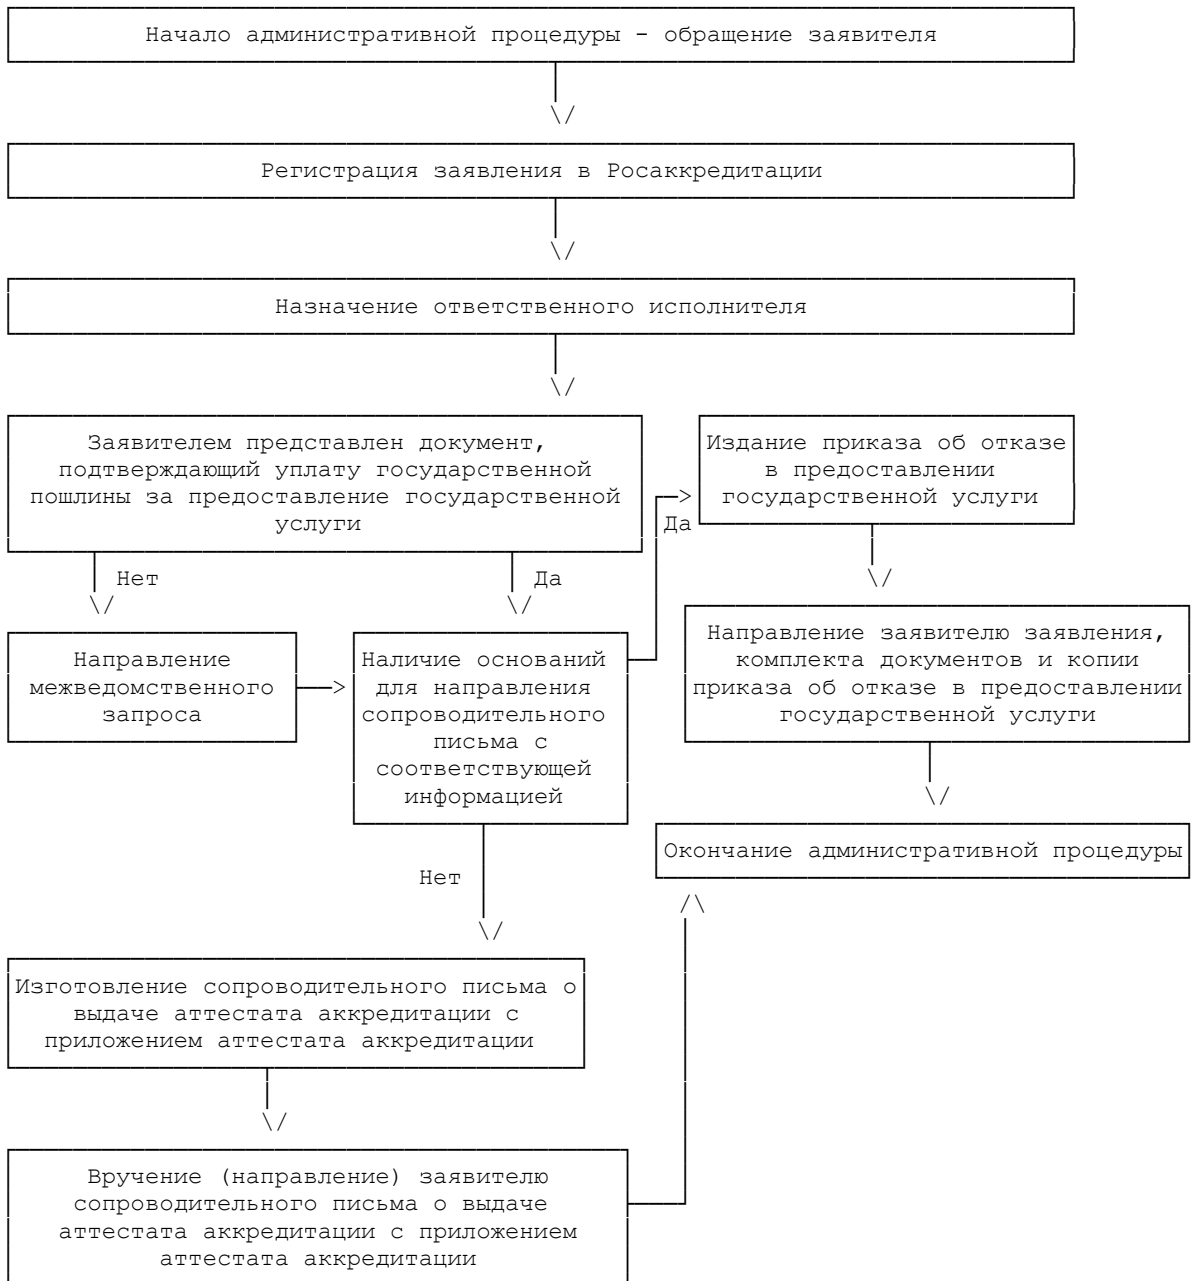 Начало административной процедуры - обращение заявителя
Регистрация заявления в Росаккредитации
Назначение ответственного исполнителя
Заявителем представлен документ,
подтверждающий уплату государственной
пошлины за предоставление государственной
услуги
Издание приказа об отказе
в предоставлении
государственной услуги
Да
Нет
Да
Направление
межведомственного
запроса
Наличие оснований
для направления
сопроводительного
письма с
соответствующей
информацией
Направление заявителю заявления,
комплекта документов и копии
приказа об отказе в предоставлении
государственной услуги
Окончание административной процедуры
Нет
Изготовление сопроводительного письма о
выдаче аттестата аккредитации с
приложением аттестата аккредитации
Вручение (направление) заявителю
сопроводительного письма о выдаче
аттестата аккредитации с приложением
аттестата аккредитации